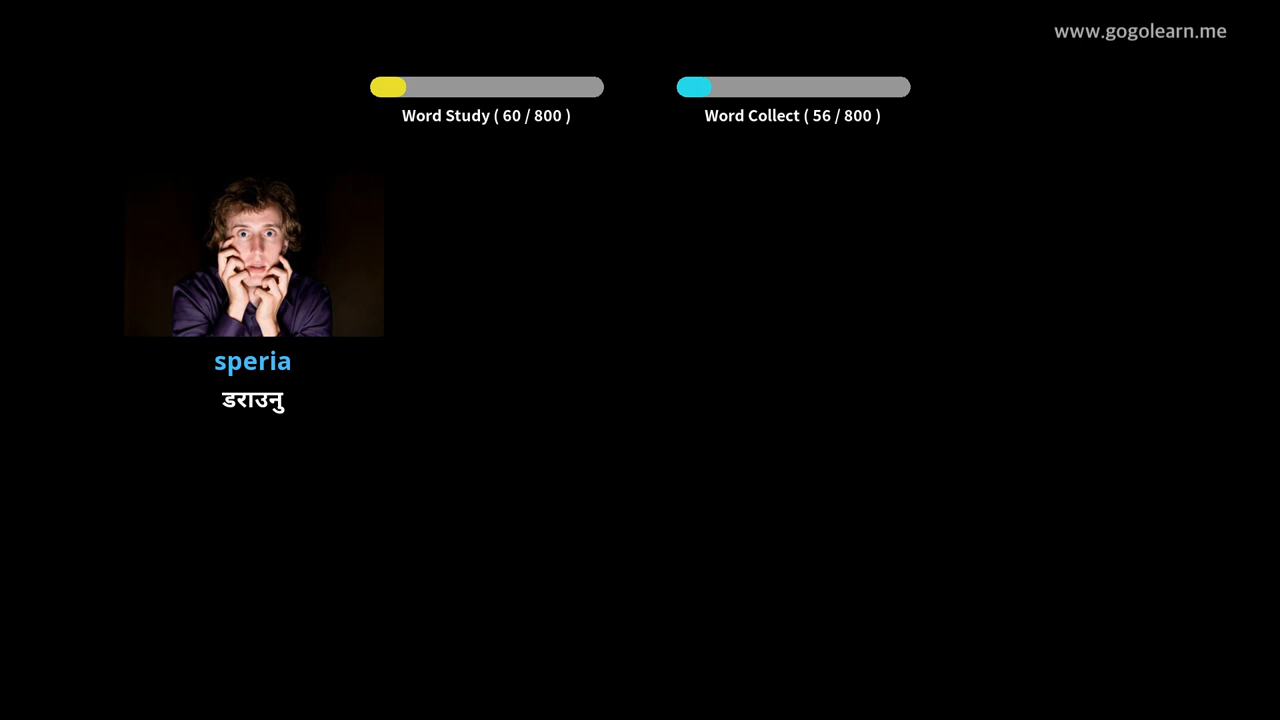 www.gogolearn.me
Word Study ( 60 / 800 )
Word Collect ( 56 / 800 )
speria
डराउनु